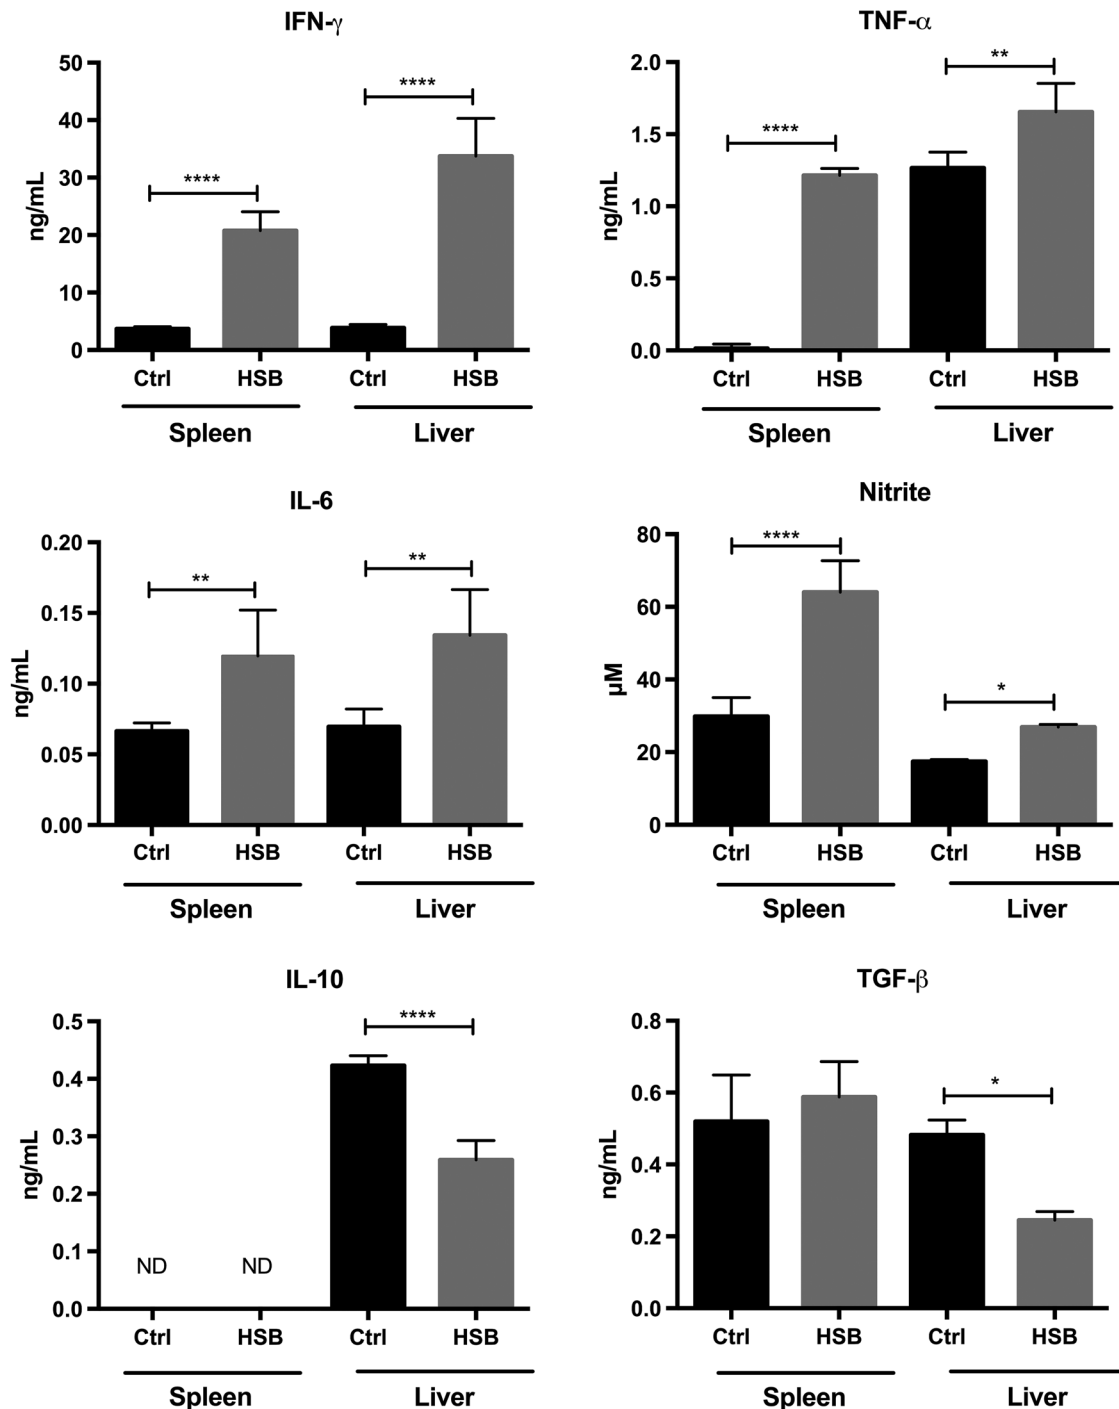 IFN-γ
ng/mL
50
40
30
20
10
0
****
****
Ctrl HSB Ctrl HSB
Spleen Liver
TNF-α
ng/mL
2.0
1.5
1.0
0.5
0.0
****
**
Ctrl HSB Ctrl HSB
Spleen Liver
IL-6
ng/mL
0.20
0.15
0.10
0.05
0.00
**
**
Ctrl HSB Ctrl HSB
Spleen Liver
Nitrite
µM
80
60
40
20
0
****
*
Ctrl HSB Ctrl HSB
Spleen Liver
IL-10
ng/mL
0.5
0.4
0.3
0.2
0.1
0.0
ND ND
****
Ctrl HSB Ctrl HSB
Spleen Liver
TGF-β
ng/mL
0.8
0.6
0.4
0.2
0.0
*
Ctrl HSB Ctrl HSB
Spleen Liver